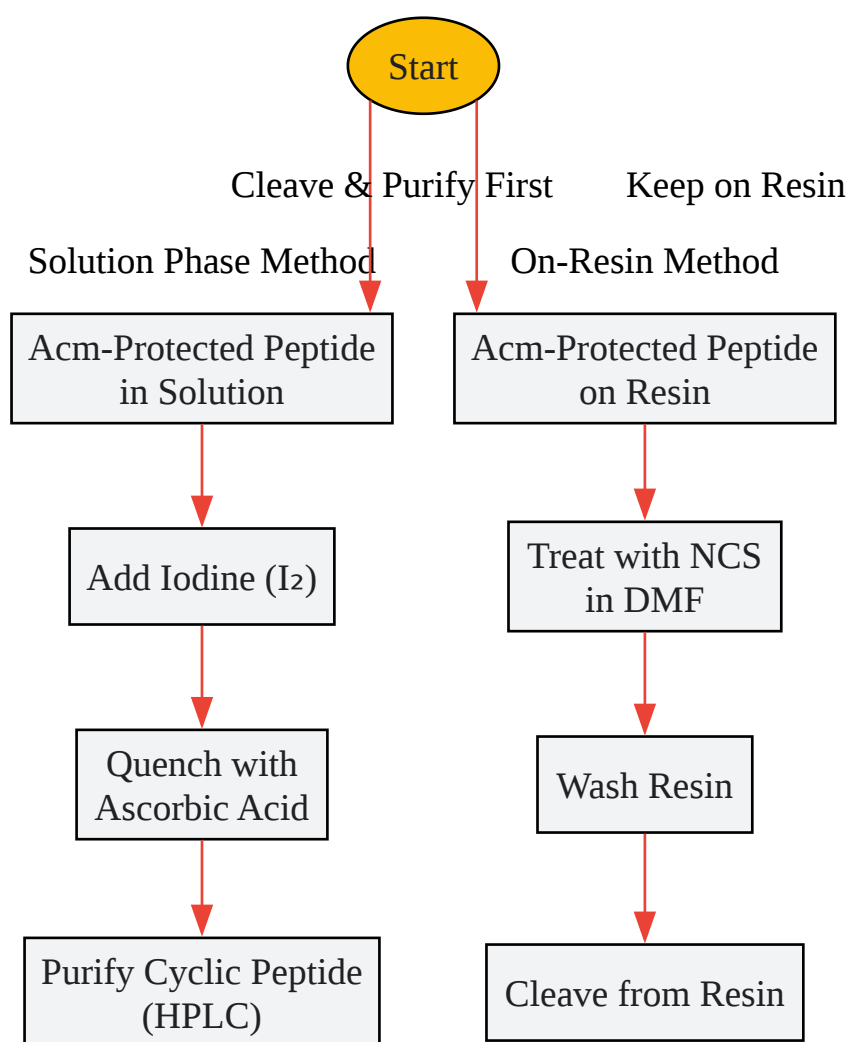 Start
Cleave & Purify First
Keep on Resin
Solution Phase Method
On-Resin Method
Acm-Protected Peptide
in Solution
Acm-Protected Peptide
on Resin
Add Iodine (I₂)
Treat with NCS
in DMF
Quench with
Ascorbic Acid
Wash Resin
Purify Cyclic Peptide
(HPLC)
Cleave from Resin